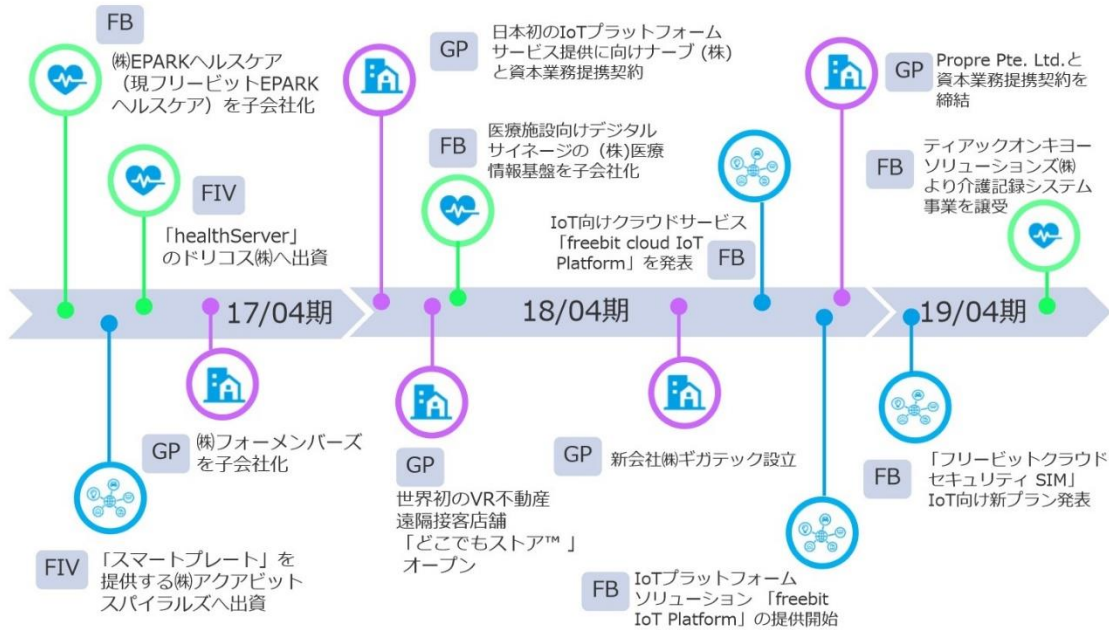 FB
㈱EPARKヘルスケア
（現フリービットEPARK
ヘルスケア）を子会社化
FIV
「healthServer」
のドリコス㈱へ出資
GP
日本初のIoTプラットフォーム
サービス提供に向けナーブ (株)
と資本業務提携契約
FB
医療施設向けデジタル
サイネージの (株)医療
情報基盤を子会社化
IoT向けクラウドサービス
「freebit cloud IoT
Platform」を発表
FB
GP
Propre Pte. Ltd.と
資本業務提携契約を
締結
FB
ティアックオンキヨー
ソリューションズ㈱
より介護記録システム
事業を譲受
17/04期
18/04期
19/04期
GP
㈱フォーメンバーズ
を子会社化
FIV
「スマートプレート」を
提供する㈱アクアビット
スパイラルズへ出資
GP
世界初のVR不動産
遠隔接客店舗
「どこでもストア™ 」
オープン
GP
新会社㈱ギガテック設立
FB
IoTプラットフォーム
ソリューション 「freebit
IoT Platform」の提供開始
FB
「フリービットクラウド
セキュリティ SIM」
IoT向け新プラン発表